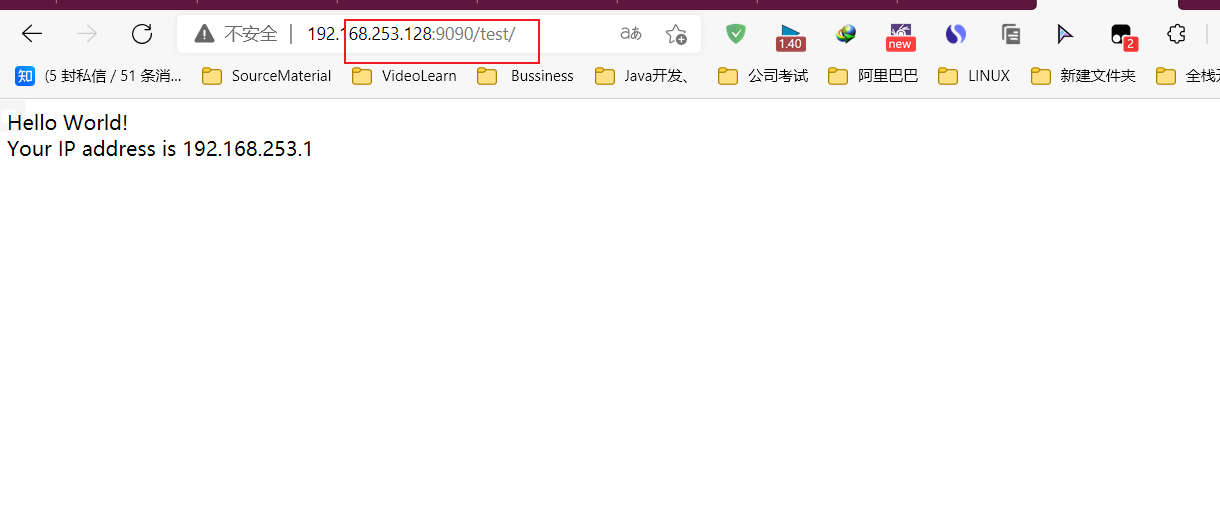 不安全 | 192.168.253.128:9090/test/ aあ 1.40 new 2
知 (5 封私信 / 51 条消... SourceMaterial VideoLearn Bussiness Java开发、 公司考试 阿里巴巴 LINUX 新建文件夹 全栈
Hello World!
Your IP address is 192.168.253.1